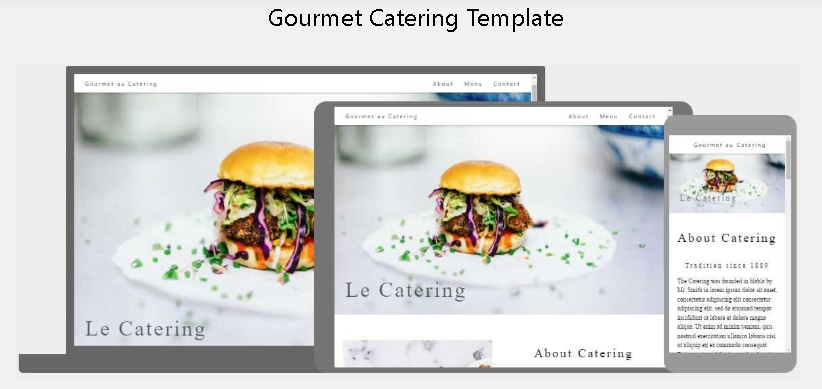 Gourmet Catering Template
Gourmet au Catering
About Menu Contact
Le Catering
Gourmet au Catering
About Menu Contact
Le Catering
About Catering
Gourmet au Catering
Le Catering
About Catering
Tradition since 1889
The Catering was founded in blabla by
Mr. Smith in lorem ipsum dolor sit amet,
consectetur adipiscing elit consectetur
adipiscing elit, sed do eiusmod tempor
incididunt ut labore et dolore magna
aliqua. Ut enim ad minim veniam, quis
nostrud exercitation ullamco laboris nisi
ut aliquip ex ea commodo consequat.